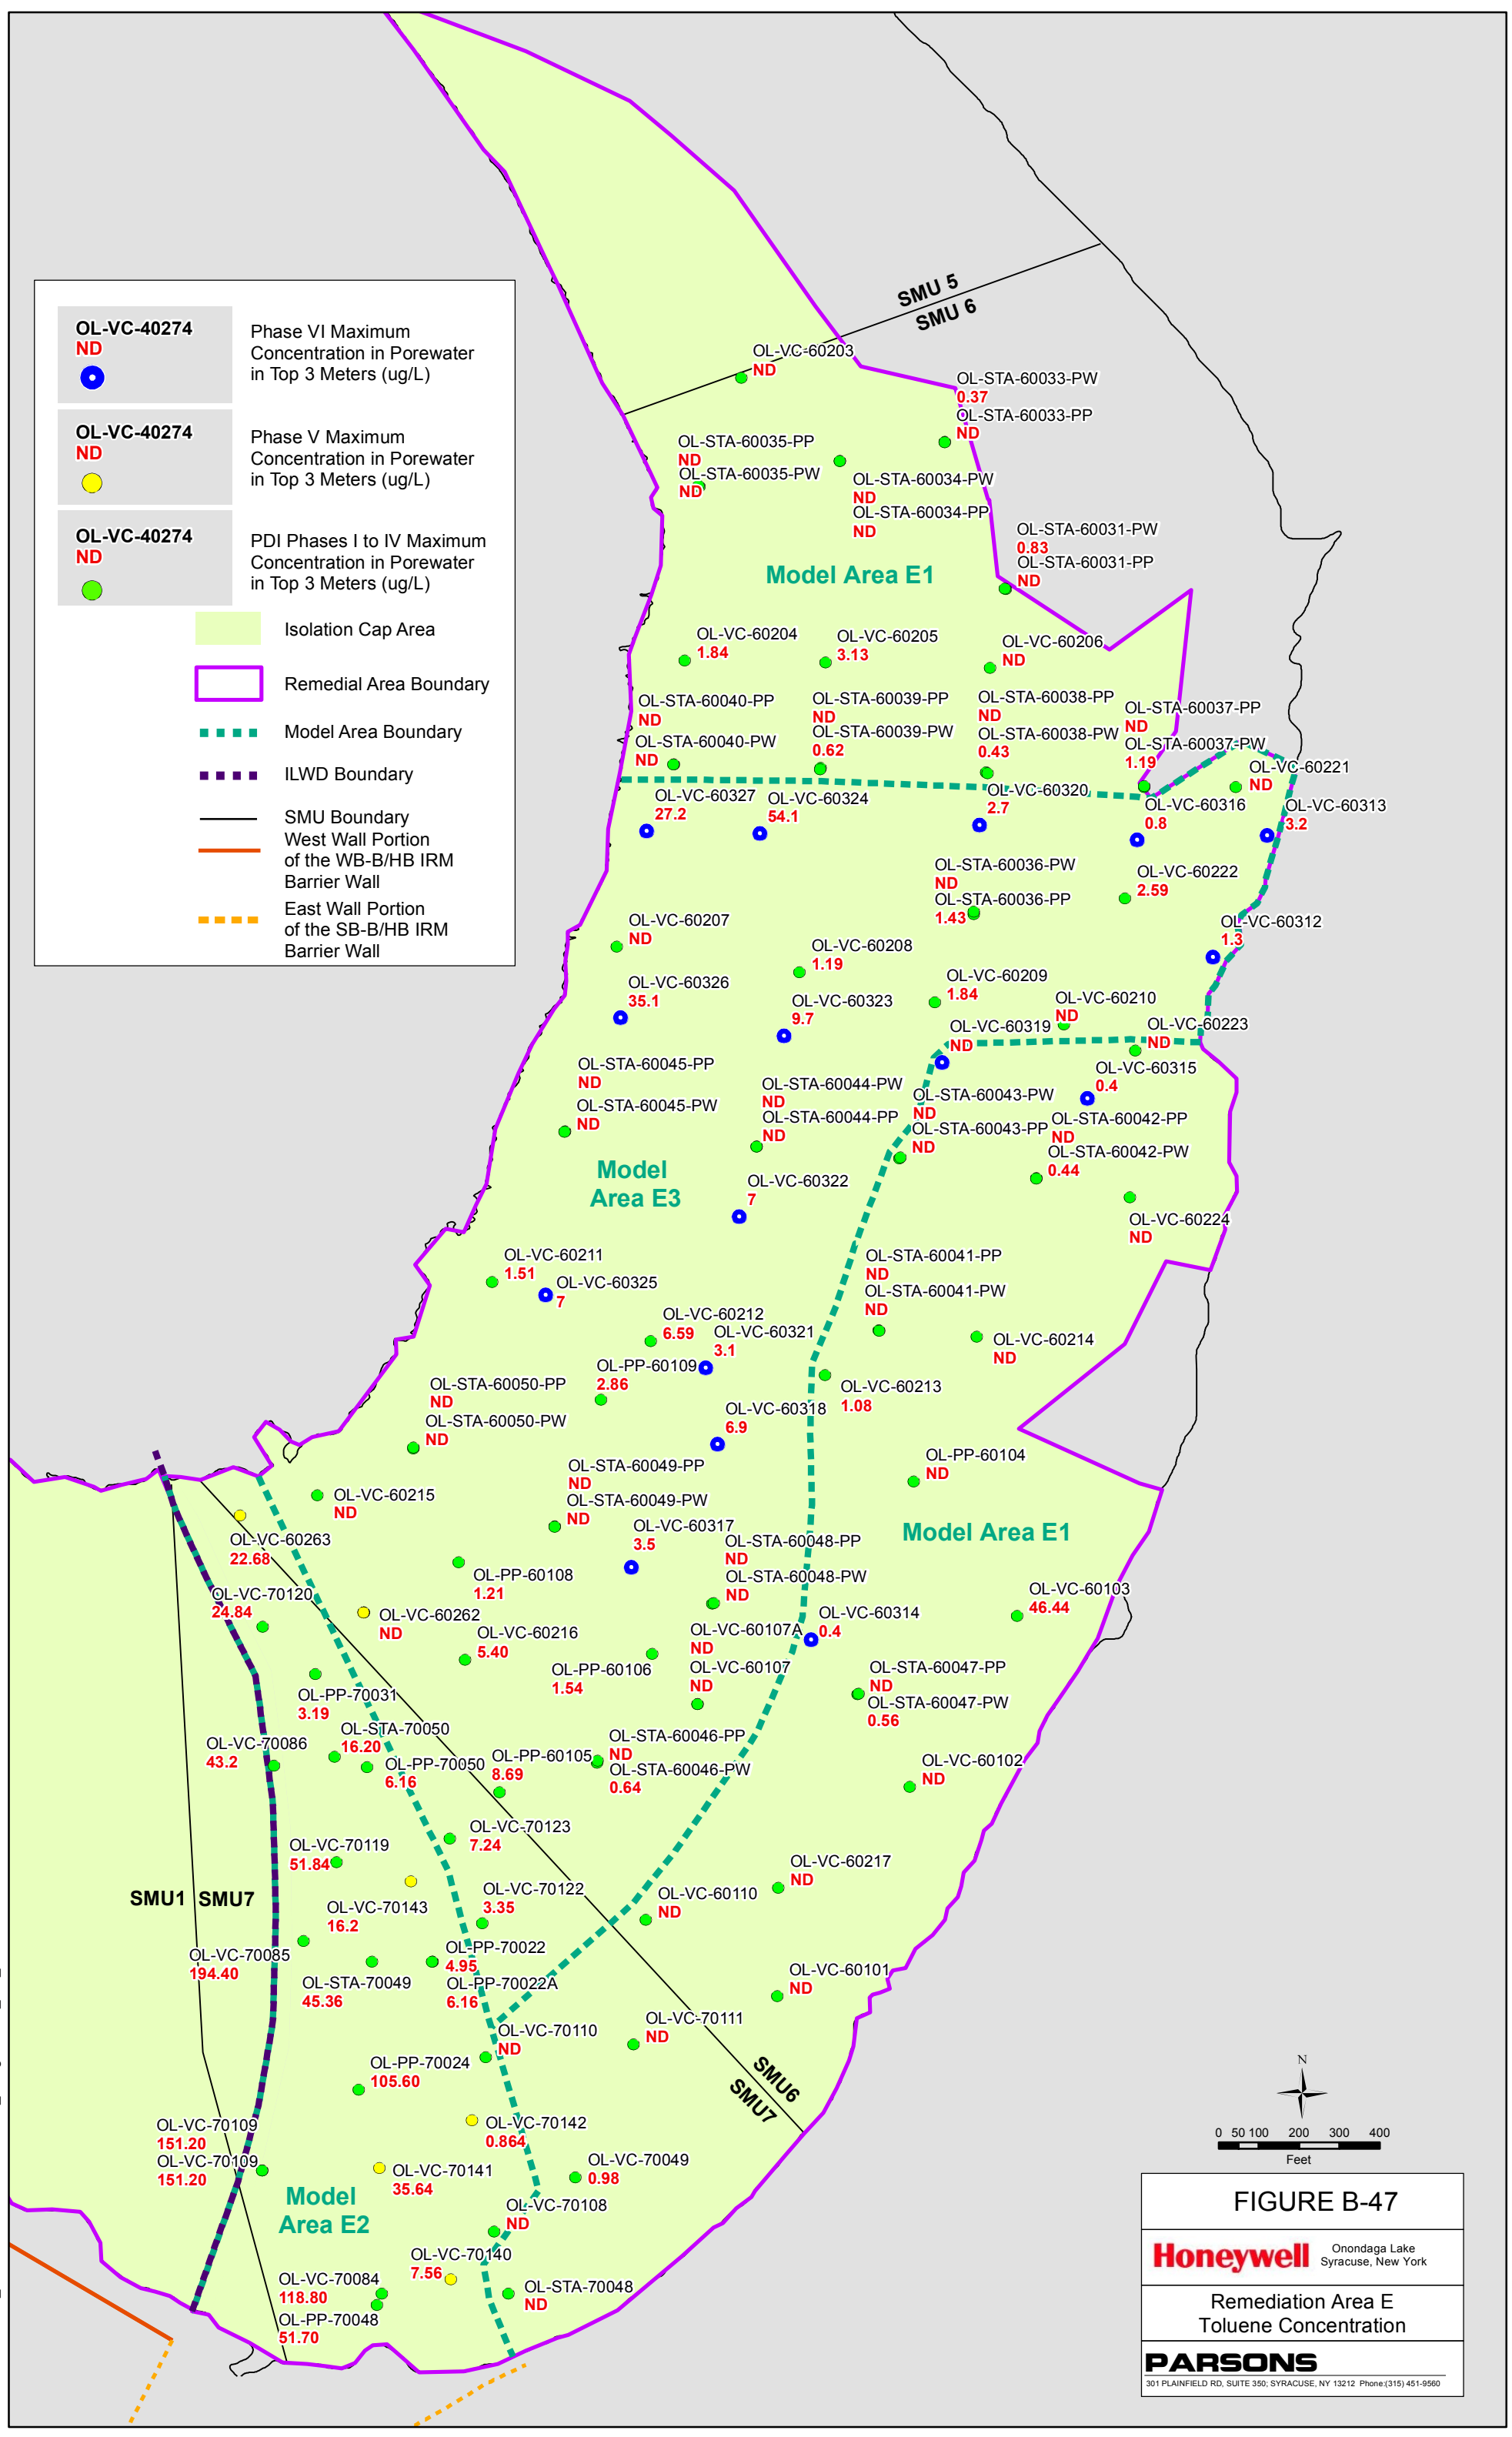 OL-VC-40274
ND
Phase VI Maximum
Concentration in Porewater
in Top 3 Meters (ug/L)
OL-VC-40274
ND
Phase V Maximum
Concentration in Porewater
in Top 3 Meters (ug/L)
OL-VC-40274
ND
PDI Phases I to IV Maximum
Concentration in Porewater
in Top 3 Meters (ug/L)
Isolation Cap Area
Remedial Area Boundary
Model Area Boundary
ILWD Boundary
SMU Boundary
West Wall Portion
of the WB-B/HB IRM
Barrier Wall
East Wall Portion
of the SB-B/HB IRM
Barrier Wall
SMU 5
SMU 6
OL-VC-60203
ND
OL-STA-60033-PW
0.37
OL-STA-60033-PP
ND
OL-STA-60035-PP
ND
OL-STA-60035-PW
ND
OL-STA-60034-PW
ND
OL-STA-60034-PP
ND
OL-STA-60031-PW
0.83
OL-STA-60031-PP
ND
Model Area E1
OL-VC-60204
1.84
OL-VC-60205
3.13
OL-VC-60206
ND
OL-STA-60040-PP
ND
OL-STA-60040-PW
ND
OL-STA-60039-PP
ND
OL-STA-60039-PW
0.62
OL-STA-60038-PP
ND
OL-STA-60038-PW
0.43
OL-STA-60037-PP
ND
OL-STA-60037-PW
1.19
OL-VC-60221
ND
OL-VC-60327
27.2
OL-VC-60324
54.1
OL-VC-60320
2.7
OL-VC-60316
0.8
OL-VC-60313
3.2
OL-STA-60036-PW
ND
OL-STA-60036-PP
1.43
OL-VC-60222
2.59
OL-VC-60207
ND
OL-VC-60312
1.3
OL-VC-60208
1.19
OL-VC-60326
35.1
OL-VC-60209
1.84
OL-VC-60323
9.7
OL-VC-60210
ND
OL-VC-60319
ND
OL-VC-60223
ND
OL-STA-60045-PP
ND
OL-STA-60045-PW
ND
OL-VC-60315
0.4
OL-STA-60044-PW
ND
OL-STA-60044-PP
ND
OL-STA-60043-PW
ND
OL-STA-60043-PP
ND
OL-STA-60042-PP
ND
OL-STA-60042-PW
0.44
Model
Area E3
OL-VC-60322
7
OL-VC-60224
ND
OL-VC-60211
1.51
OL-VC-60325
7
OL-STA-60041-PP
ND
OL-STA-60041-PW
ND
OL-VC-60212
6.59
OL-VC-60321
3.1
OL-VC-60214
ND
OL-PP-60109
2.86
OL-STA-60050-PP
ND
OL-STA-60050-PW
ND
OL-VC-60213
1.08
OL-VC-60318
6.9
OL-PP-60104
ND
OL-STA-60049-PP
ND
OL-STA-60049-PW
ND
OL-VC-60215
ND
OL-VC-60263
22.68
OL-VC-60317
3.5
OL-STA-60048-PP
ND
OL-STA-60048-PW
ND
Model Area E1
OL-PP-60108
1.21
OL-VC-70120
24.84
OL-VC-60262
ND
OL-VC-60103
46.44
OL-VC-60314
0.4
OL-VC-60216
5.40
OL-VC-60107A
ND
OL-VC-60107
ND
OL-PP-60106
1.54
OL-STA-60047-PP
ND
OL-STA-60047-PW
0.56
OL-PP-70031
3.19
OL-STA-70050
16.20
OL-VC-70086
43.2
OL-PP-70050
6.16
OL-PP-60105
8.69
OL-STA-60046-PP
ND
OL-STA-60046-PW
0.64
OL-VC-60102
ND
OL-VC-70123
7.24
OL-VC-70119
51.84
OL-VC-60217
ND
SMU1
SMU7
OL-VC-70122
3.35
OL-VC-60110
ND
OL-VC-70143
16.2
OL-VC-70085
194.40
OL-PP-70022
4.95
OL-STA-70049
45.36
OL-PP-70022A
6.16
OL-VC-60101
ND
OL-VC-70110
ND
OL-VC-70111
ND
OL-PP-70024
105.60
SMU6
SMU7
OL-VC-70109
151.20
OL-VC-70142
0.864
OL-VC-70109
151.20
OL-VC-70141
35.64
OL-VC-70049
0.98
Model
Area E2
OL-VC-70108
ND
OL-VC-70140
7.56
OL-VC-70084
118.80
OL-STA-70048
ND
OL-PP-70048
51.70
N
0 50 100 200 300 400
Feet
FIGURE B-47
Honeywell
Onondaga Lake
Syracuse, New York
Remediation Area E
Toluene Concentration
PARSONS
301 PLAINFIELD RD, SUITE 350; SYRACUSE, NY 13212 Phone:(315) 451-9560